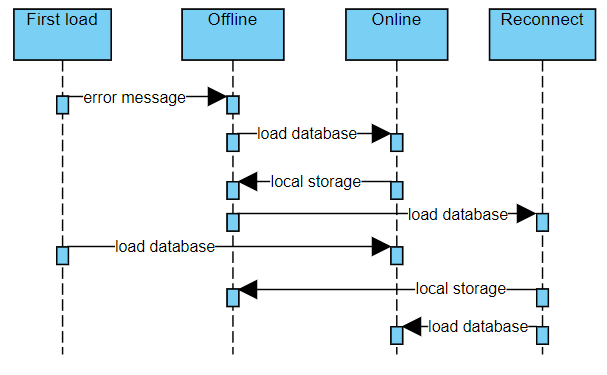 First load
Offline
Online
Reconnect
error message
load database
local storage
load database
load database
local storage
load database